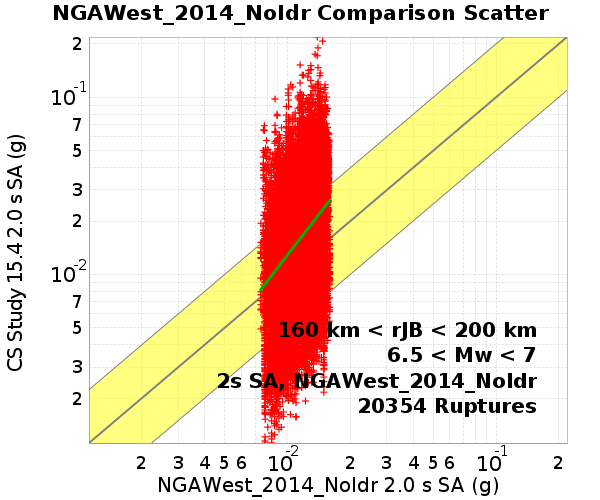 NGAWest_2014_NoIdr Comparison Scatter
2
10-1
7
5
3
2
10-2
7
5
3
2
CS Study 15.4 2.0 s SA (g)
160 km < rJB < 200 km
6.5 < Mw < 7
2s SA, NGAWest_2014_NoIdr
20354 Ruptures
2 3 4 5 6 10-2 2 3 4 5 6 10-1 2
NGAWest_2014_NoIdr 2.0 s SA (g)